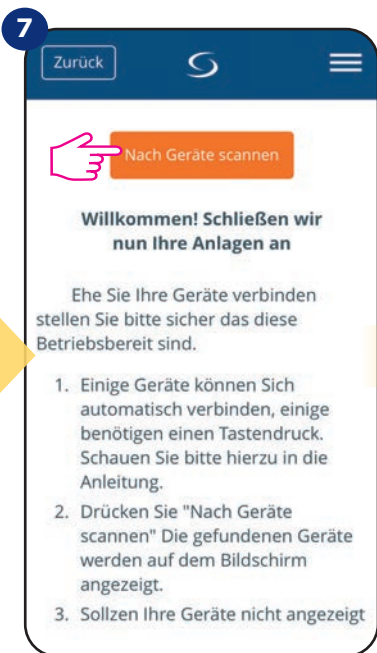 7
Zurück
Nach Geräte scannen
Willkommen! Schließen wir
nun Ihre Anlagen an
Ehe Sie Ihre Geräte verbinden
stellen Sie bitte sicher das diese
Betriebsbereit sind.
1. Einige Geräte können Sich
automatisch verbinden, einige
benötigen einen Tastendruck.
Schauen Sie bitte hierzu in die
Anleitung.
2. Drücken Sie "Nach Geräte
scannen" Die gefundenen Geräte
werden auf dem Bildschirm
angezeigt.
3. Sollzen Ihre Geräte nicht angezeigt